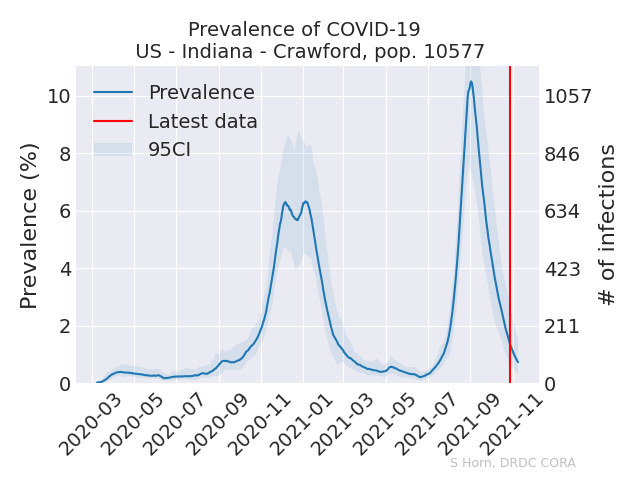 Prevalence of COVID-19
US - Indiana - Crawford, pop. 10577
Prevalence
Latest data
95CI
Prevalence (%)
10
8
6
4
2
0
1057
846
634
423
211
0
# of infections
2020-03
2020-05
2020-07
2020-09
2020-11
2021-01
2021-03
2021-05
2021-07
2021-09
2021-11
S Horn, DRDC CORA